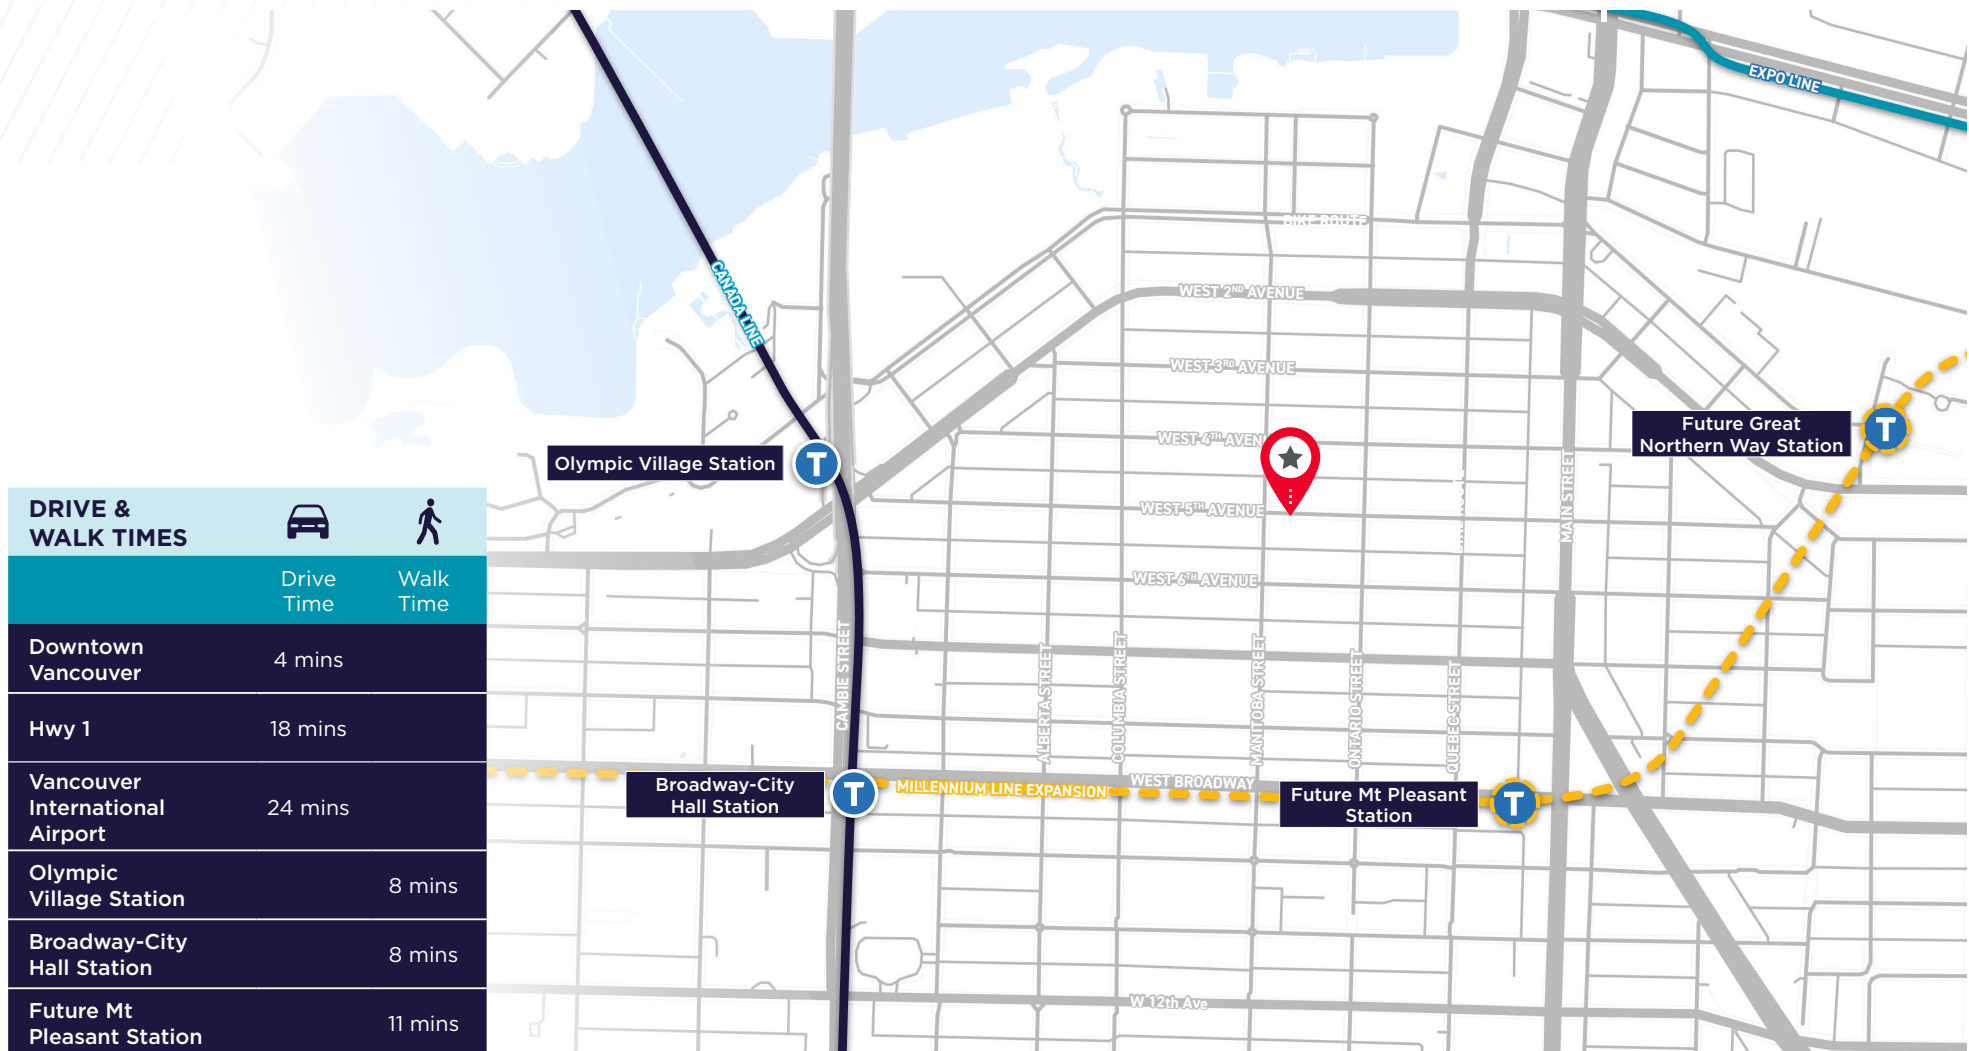 EXPO LINE
BIKE ROUTE
CANADA LINE
WEST 2ND AVENUE
WEST 3RD AVENUE
WEST 4TH AVENU
Future Great
Northern Way Station
T
Olympic Village Station
T
WEST 5TH AVENUE
MAIN STREET
WEST 6TH AVENUE
CAMBIE STREET
ALBERTA STREET
COLUMBIA STREET
MANITOBA STREET
ONTARIO STREET
QUEBEC STREET
Broadway-City
Hall Station
T
MILLENNIUM LINE EXPANSION
WEST BROADWAY
Future Mt Pleasant
Station
T
W 12th Ave
DRIVE &
WALK TIMES
Drive
Time
Walk
Time
Downtown
Vancouver
4 mins
Hwy 1
18 mins
Vancouver
International
Airport
24 mins
Olympic
Village Station
8 mins
Broadway-City
Hall Station
8 mins
Future Mt
Pleasant Station
11 mins